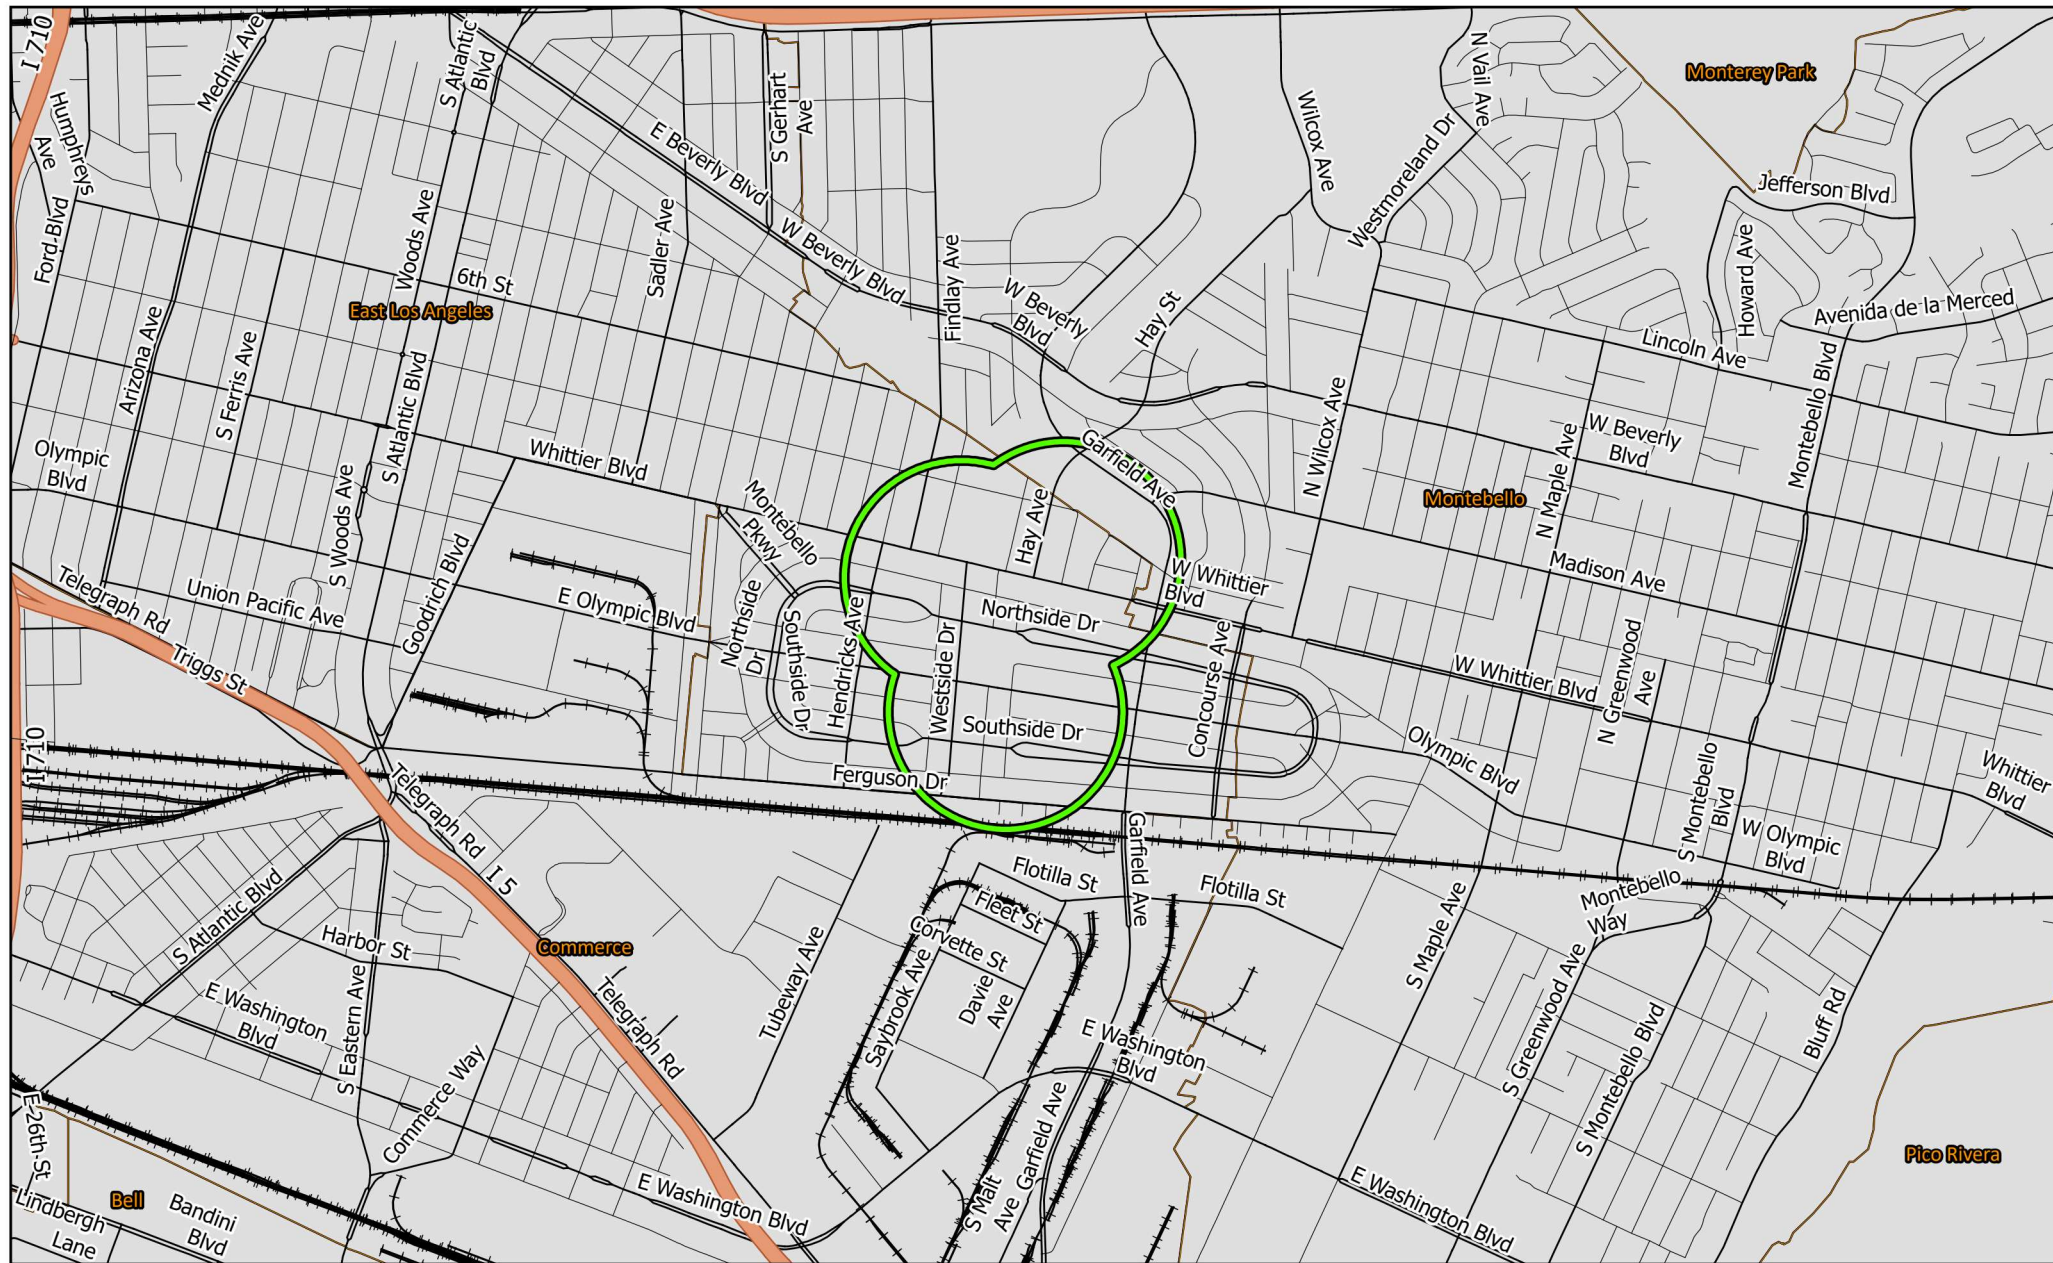 I 710
Mednik Ave
S Atlantic
Blvd
Humphreys
Ave
Ford Blvd
S Gerhart
Ave
E Beverly Blvd
W Beverly Blvd
Wilcox Ave
N Vail Ave
Westmoreland Dr
Monterey Park
Jefferson Blvd
Howard Ave
Avenida de la Merced
Woods Ave
Sadler Ave
6th St
East Los Angeles
Findlay Ave
W Beverly
Blvd
Hay St
Lincoln Ave
Montebello Blvd
Arizona Ave
S Ferris Ave
S Atlantic Blvd
Olympic
Blvd
S Woods Ave
Whittier Blvd
Montebello
Pkwy
Garfield Ave
Hay Ave
N Wilcox Ave
Montebello
N Maple Ave
W Beverly
Blvd
Madison Ave
Telegraph Rd
Union Pacific Ave
Goodrich Blvd
E Olympic Blvd
Northside
Dr
Southside Dr
Hendricks Ave
Westside Dr
Northside Dr
W Whittier
Blvd
Concourse Ave
W Whittier Blvd
N Greenwood
Ave
Triggs St
Southside Dr
Ferguson Dr
Olympic Blvd
S Montebello
Blvd
Whittier
Blvd
W Olympic
Blvd
I 710
Telegraph Rd
I 5
Garfield Ave
Flotilla St
Flotilla St
Fleet St
Corvette St
Davie
Ave
Saybrook Ave
Tubeway Ave
S Maple Ave
Montebello
Way
S Atlantic Blvd
Harbor St
Commerce
S Eastern Ave
E Washington
Blvd
Telegraph Rd
Commerce Way
E Washington
Blvd
S Greenwood Ave
S Montebello Blvd
Bluff Rd
E 26th St
Garfield Ave
S Malt
Ave
E Washington Blvd
E Washington Blvd
Pico Rivera
Bell
Bandini
Blvd
Lindbergh
Lane